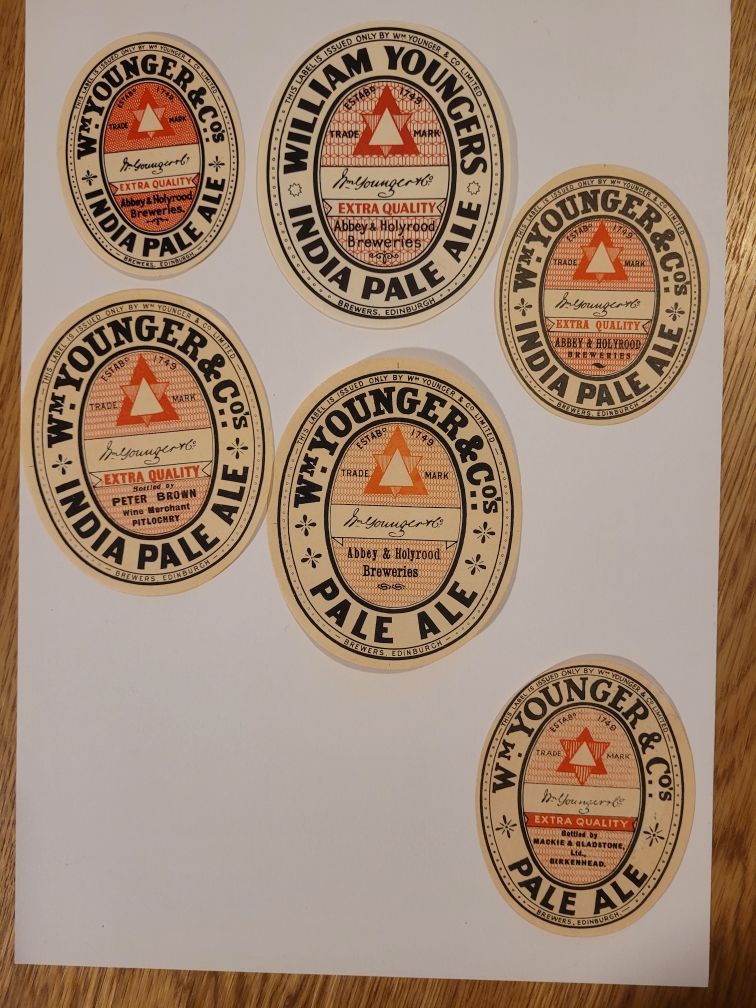 THIS LABEL IS ISSUED ONLY BY Wᴹ YOUNGER & Co LIMITED
Wᴹ YOUNGER & Co's
ESTABD 1749
TRADE MARK
Wm Younger & Co
EXTRA QUALITY
Abbey & Holyrood
Breweries.
INDIA PALE ALE
BREWERS, EDINBURGH
THIS LABEL IS ISSUED ONLY BY Wᴹ YOUNGER & Co LIMITED
WILLIAM YOUNGERS
ESTABD 1749
TRADE MARK
Wm Younger & Co
EXTRA QUALITY
Abbey & Holyrood
Breweries
INDIA PALE ALE
BREWERS, EDINBURGH
THIS LABEL IS ISSUED ONLY BY Wᴹ YOUNGER & Co LIMITED
Wᴹ YOUNGER & Co's
ESTABD 1749
TRADE MARK
Wm Younger & Co
EXTRA QUALITY
ABBEY & HOLYROOD
BREWERIES
INDIA PALE ALE
BREWERS, EDINBURGH
THIS LABEL IS ISSUED ONLY BY Wᴹ YOUNGER & Co LIMITED
Wᴹ YOUNGER & Co's
ESTABD 1749
TRADE MARK
Wm Younger & Co
EXTRA QUALITY
Bottled by
PETER BROWN
Wine Merchant
PITLOCHRY
INDIA PALE ALE
BREWERS, EDINBURGH
THIS LABEL IS ISSUED ONLY BY Wᴹ YOUNGER & Co LIMITED
Wᴹ YOUNGER & Co's
ESTABD 1749
TRADE MARK
Wm Younger & Co
Abbey & Holyrood
Breweries
PALE ALE
BREWERS, EDINBURGH
THIS LABEL IS ISSUED ONLY BY Wᴹ YOUNGER & Co LIMITED
Wᴹ YOUNGER & Co's
ESTABD 1749
TRADE MARK
Wm Younger & Co
EXTRA QUALITY
Bottled by
MACKIE & GLADSTONE,
Ltd.,
BIRKENHEAD.
PALE ALE
BREWERS, EDINBURGH